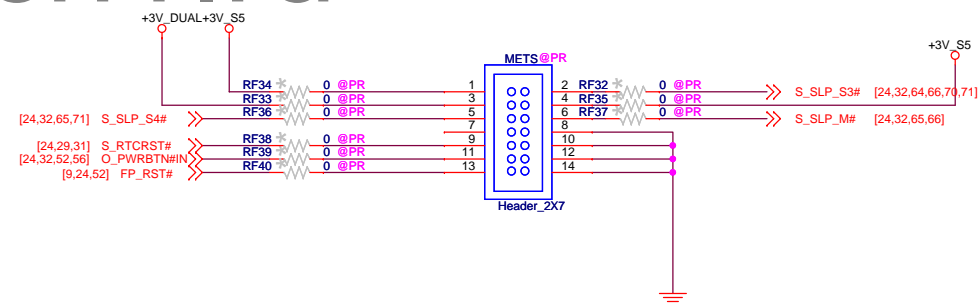 +3V_DUAL+3V_S5
+3V_S5
METS@PR
RF34 * 0 @PR 1 2 RF32 * 0 @PR S_SLP_S3# [24,32,64,66,70,71]
RF33 * 0 @PR 3 4 RF35 * 0 @PR
[24,32,65,71] S_SLP_S4# RF36 * 0 @PR 5 6 RF37 * 0 @PR S_SLP_M# [24,32,65,66]
7 8
[24,29,31] S_RTCRST# RF38 * 0 @PR 9 10
[24,32,52,56] O_PWRBTN#IN RF39 * 0 @PR 11 12
[9,24,52] FP_RST# RF40 * 0 @PR 13 14
Header_2X7